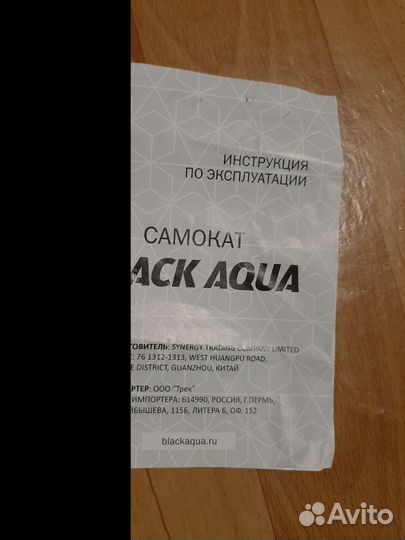 ИНСТРУКЦИЯ
ПО ЭКСПЛУАТАЦИИ
САМОКАТ
ACK AQUA
ТОВИТЕЛЬ: SYNERGY TRADING COMPANY LIMITED
: 76 1312-1313, WEST HUANGPU ROAD,
E DISTRICT, GUANZHOU, КИТАЙ
РТЕР: ООО "Трек"
ИМПОРТЕРА: 614990, РОССИЯ, Г.ПЕРМЬ,
ЙБЫШЕВА, 115Б, ЛИТЕРА Б, ОФ. 152
blackaqua.ru
Avito